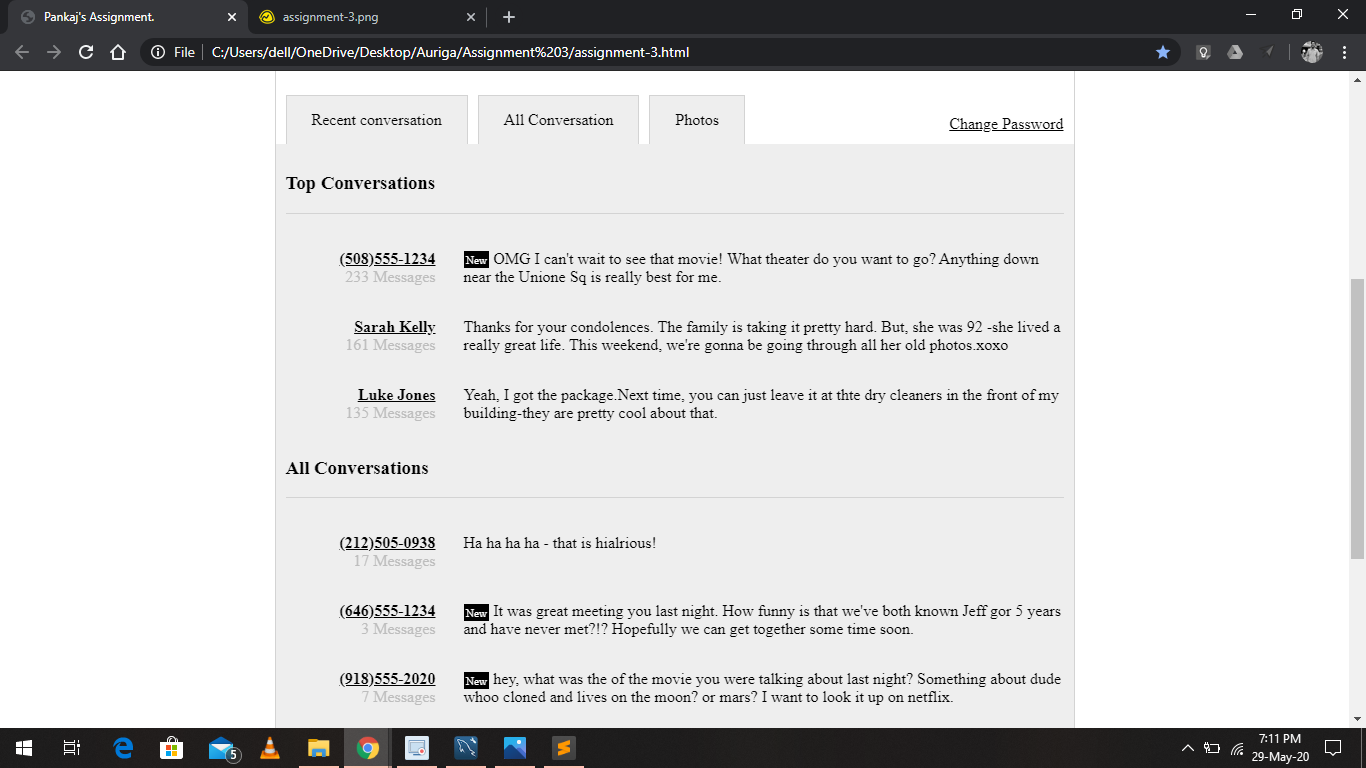 Pankaj's Assignment.
assignment-3.png
File
C:/Users/dell/OneDrive/Desktop/Auriga/Assignment%203/assignment-3.html
Recent conversation
All Conversation
Photos
Change Password
Top Conversations
(508)555-1234
233 Messages
New OMG I can't wait to see that movie! What theater do you want to go? Anything down
near the Unione Sq is really best for me.
Sarah Kelly
161 Messages
Thanks for your condolences. The family is taking it pretty hard. But, she was 92 -she lived a
really great life. This weekend, we're gonna be going through all her old photos.xoxo
Luke Jones
135 Messages
Yeah, I got the package.Next time, you can just leave it at thte dry cleaners in the front of my
building-they are pretty cool about that.
All Conversations
(212)505-0938
17 Messages
Ha ha ha ha - that is hialrious!
(646)555-1234
3 Messages
New It was great meeting you last night. How funny is that we've both known Jeff gor 5 years
and have never met?!? Hopefully we can get together some time soon.
(918)555-2020
7 Messages
New hey, what was the of the movie you were talking about last night? Something about dude
whoo cloned and lives on the moon? or mars? I want to look it up on netflix.
5
7:11 PM
29-May-20